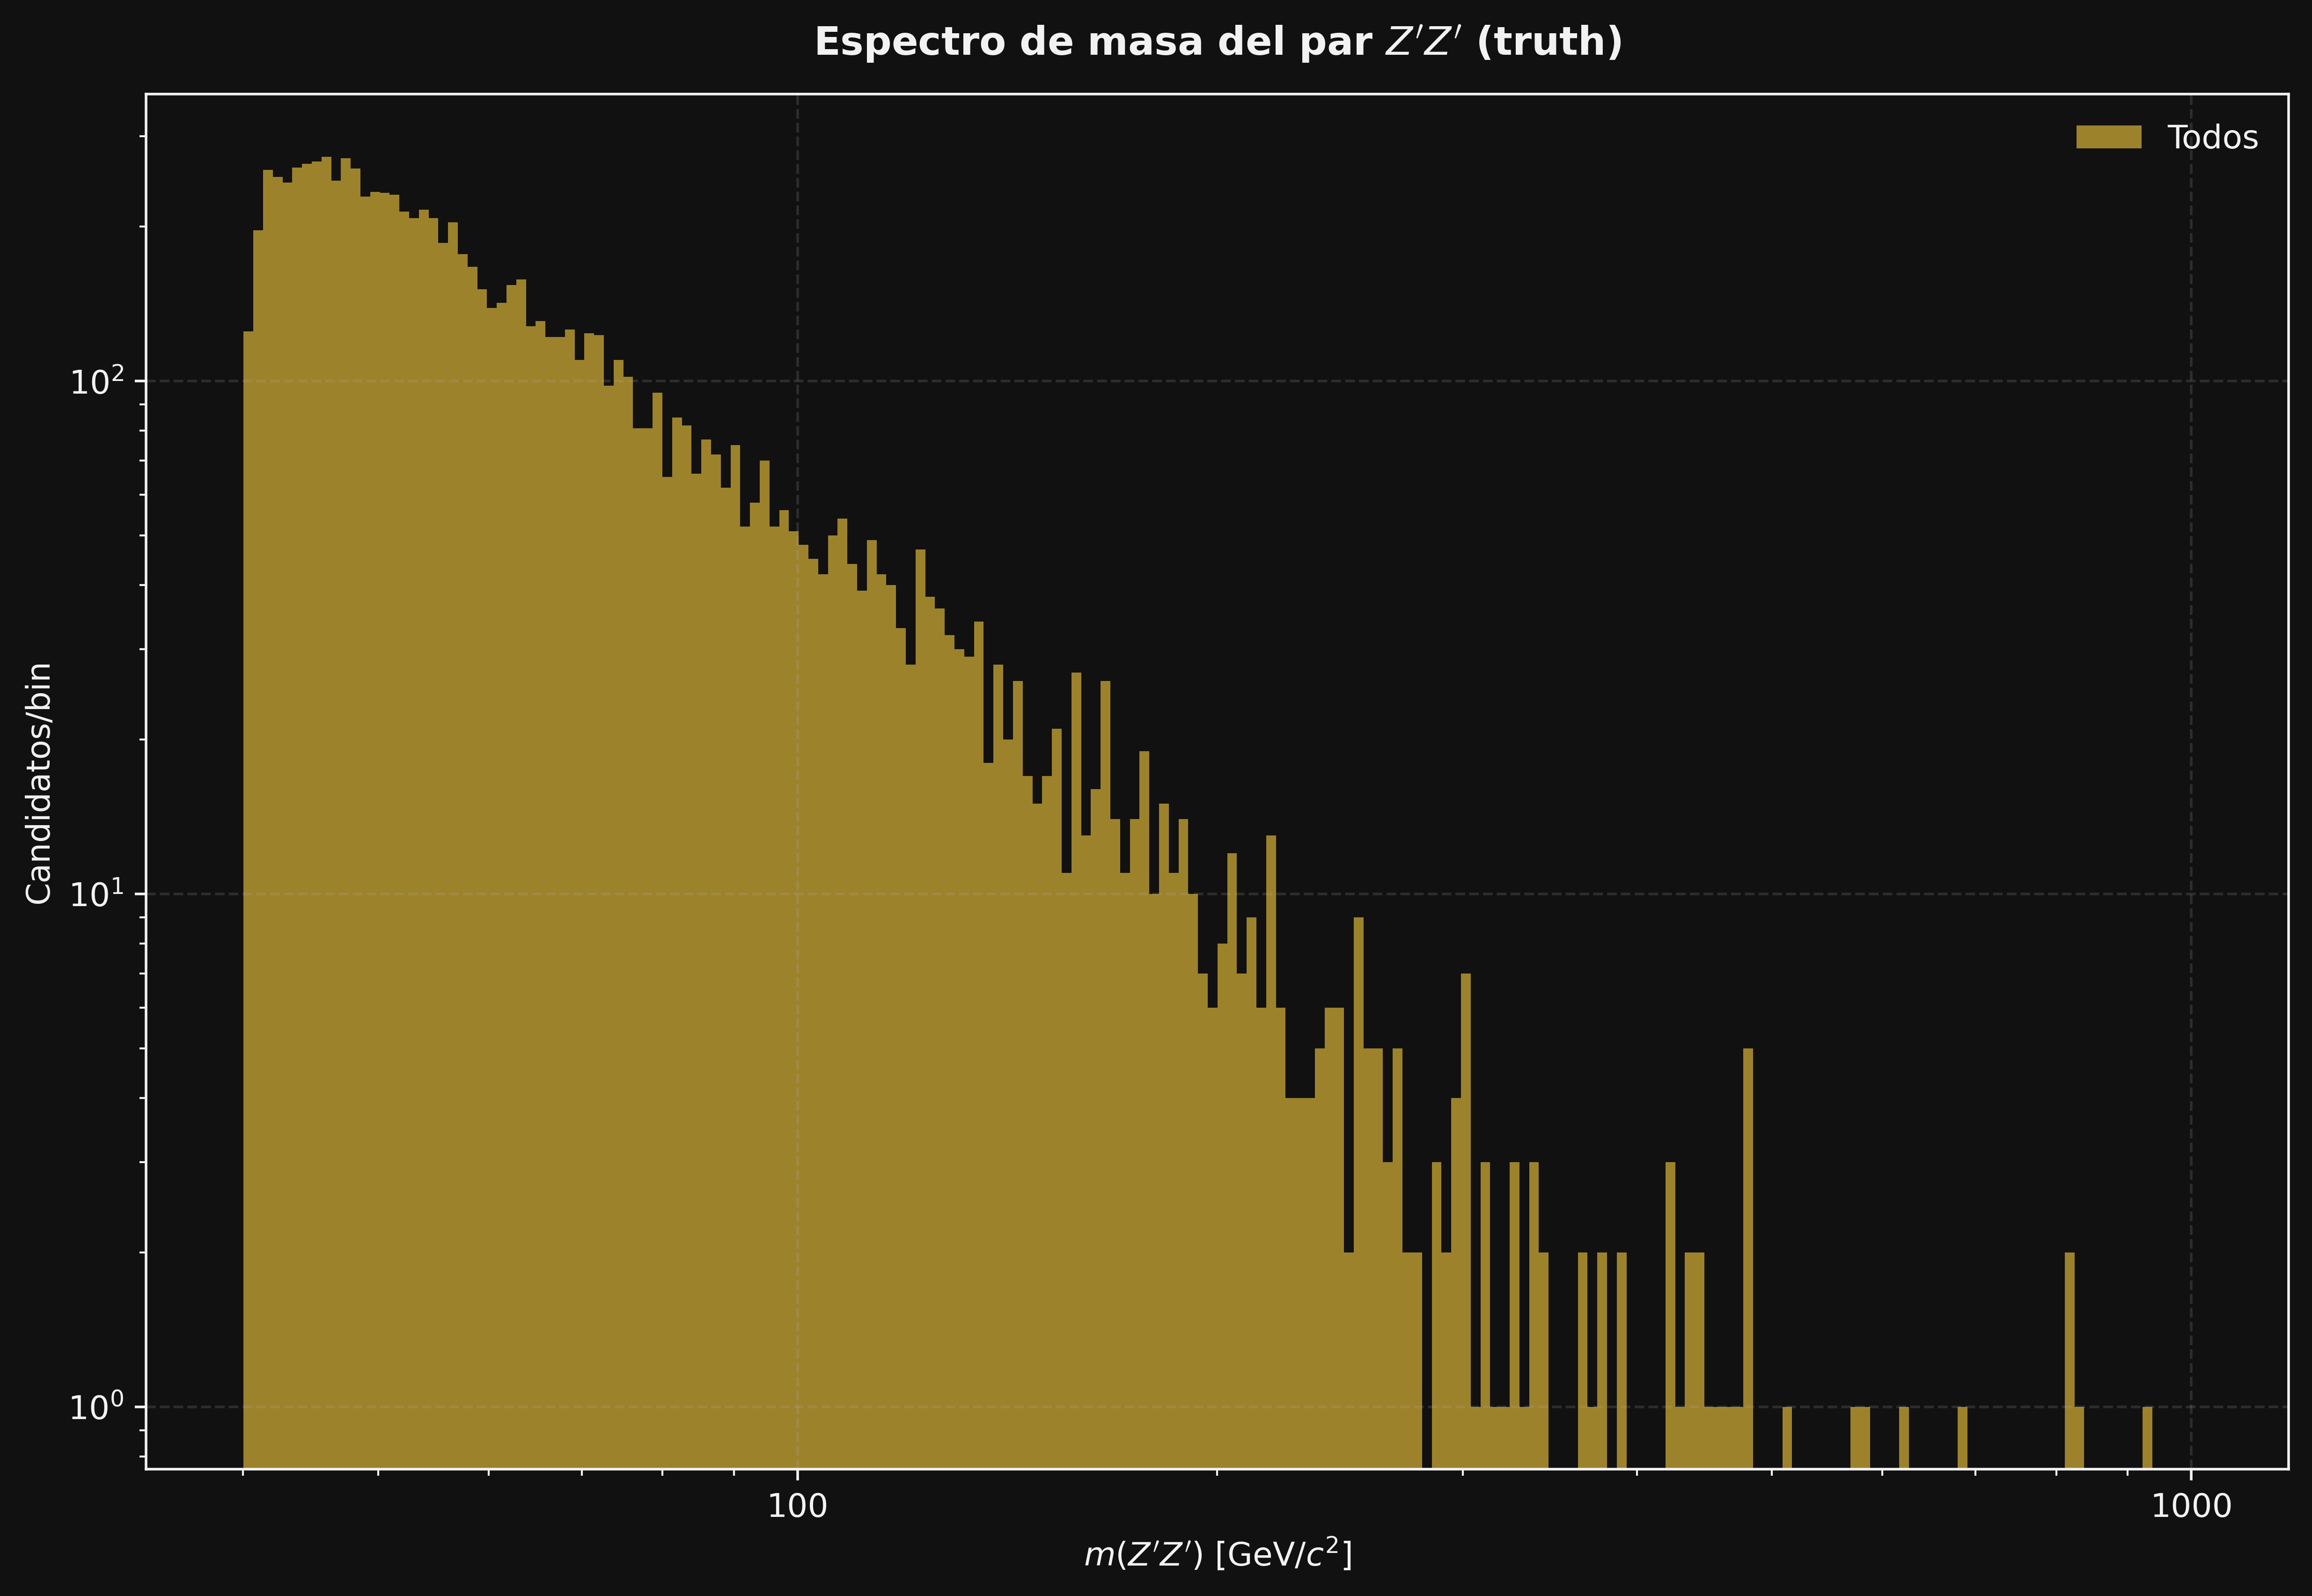 Espectro de masa del par Z′Z′ (truth)
Todos
Candidatos/bin
10²
10¹
10⁰
100
1000
m(Z′Z′) [GeV/c²]